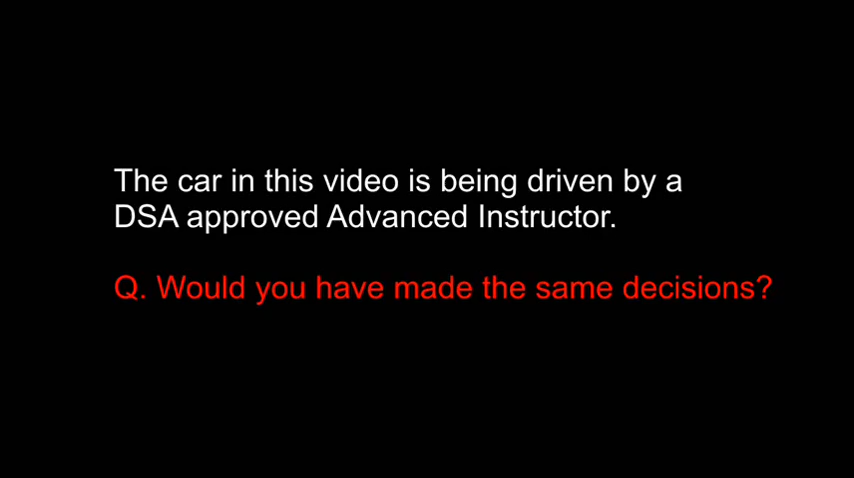 The car in this video is being driven by a
DSA approved Advanced Instructor.
Q. Would you have made the same decisions?